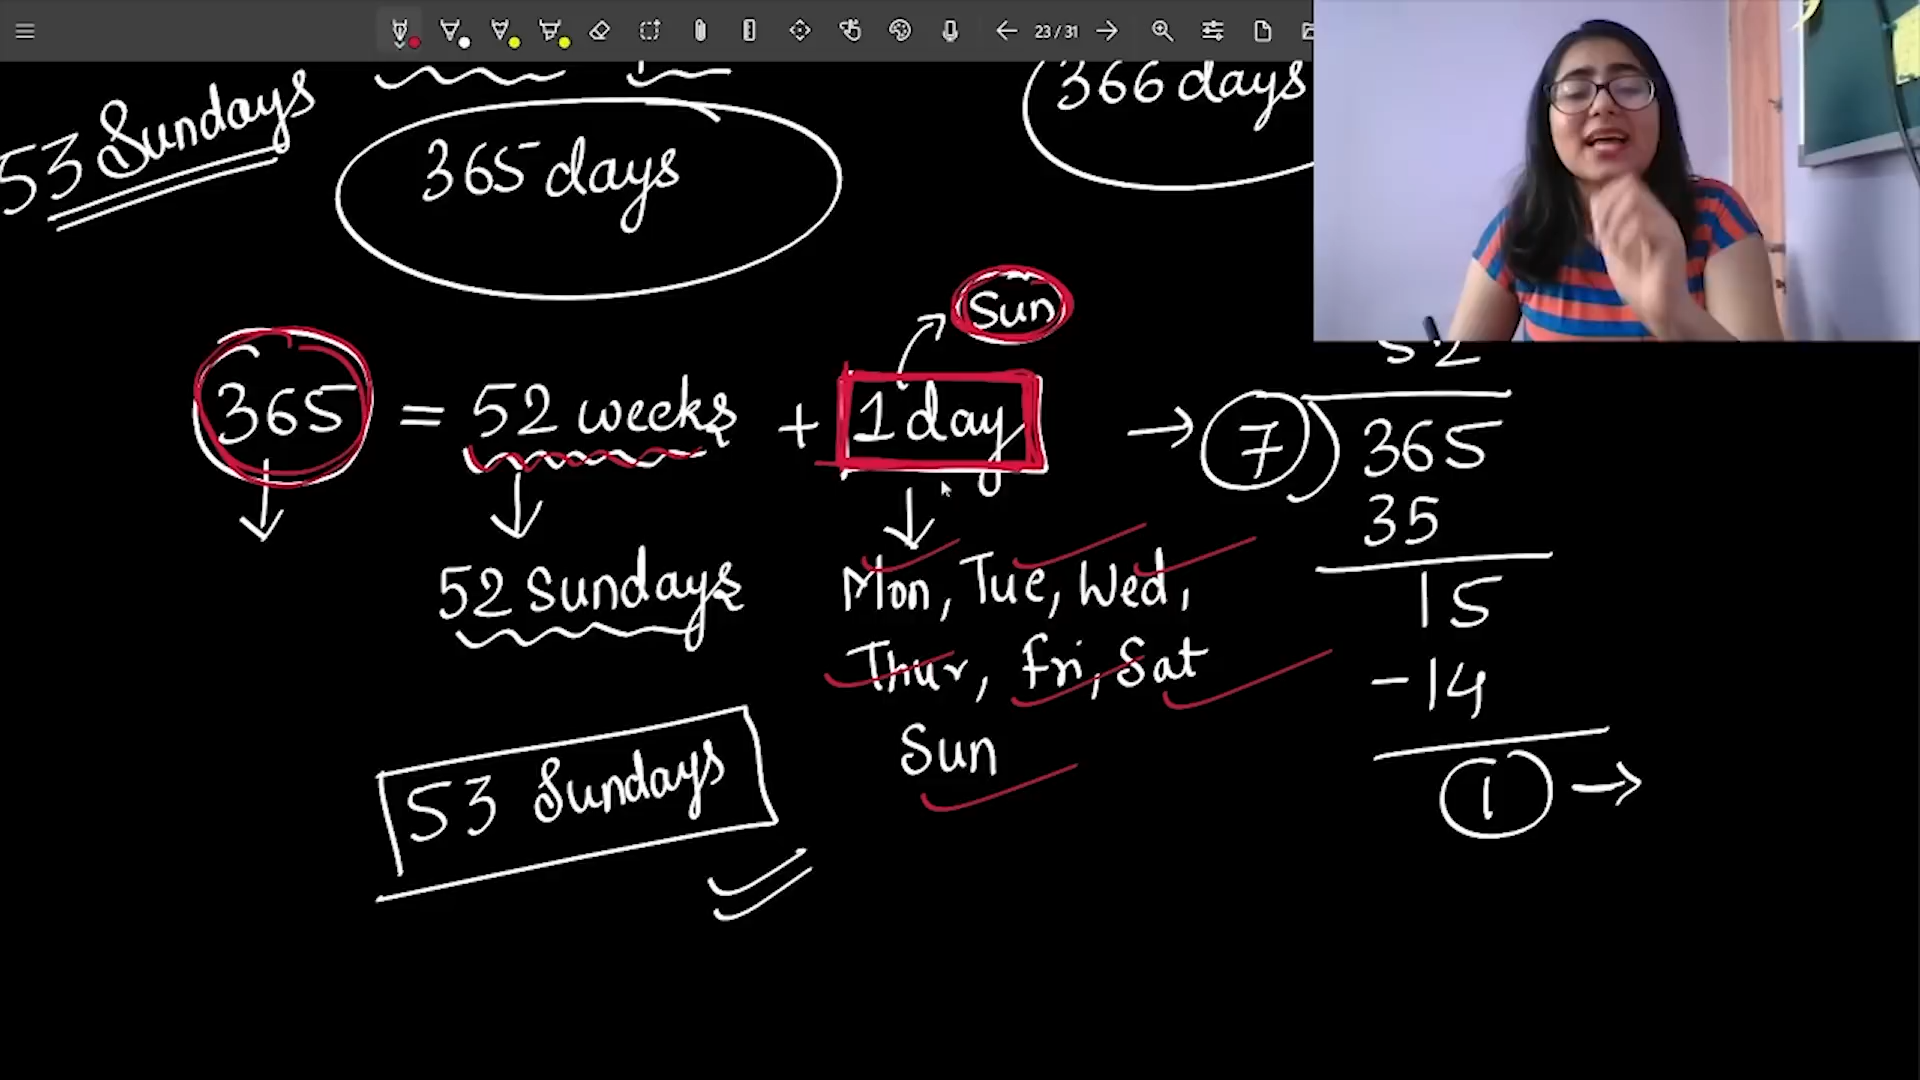 23/31
53 Sundays
365 days
366 days
Sun
365 = 52 weeks + 1 day → 7) 365
52
35
52 Sundays
Mon, Tue, Wed,
15
Thur, Fri, Sat
-14
Sun
53 Sundays
1 →